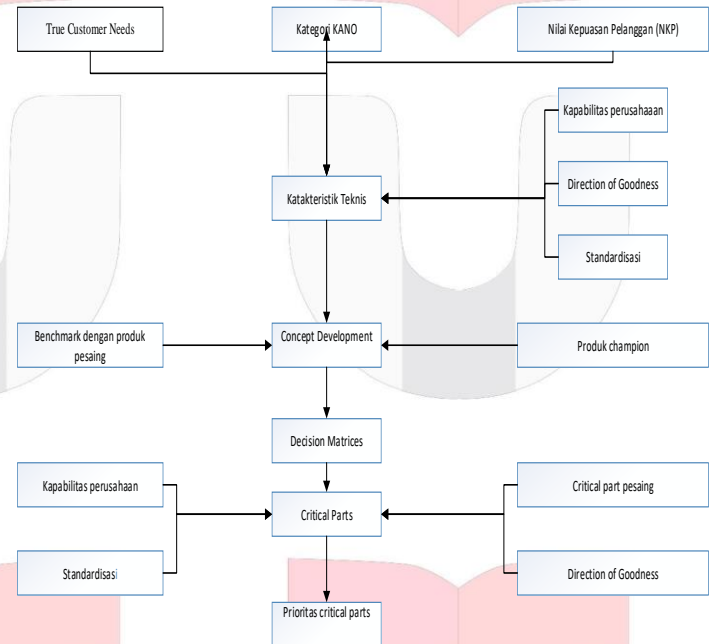 True Customer Needs
Kategori KANO
Nilai Kepuasan Pelanggan (NKP)
Kapabilitas perusahaaan
Katakteristik Teknis
Direction of Goodness
Standardisasi
Benchmark dengan produk
pesaing
Concept Development
Produk champion
Decision Matrices
Kapabilitas perusahaan
Critical Parts
Critical part pesaing
Standardisasi
Direction of Goodness
Prioritas critical parts